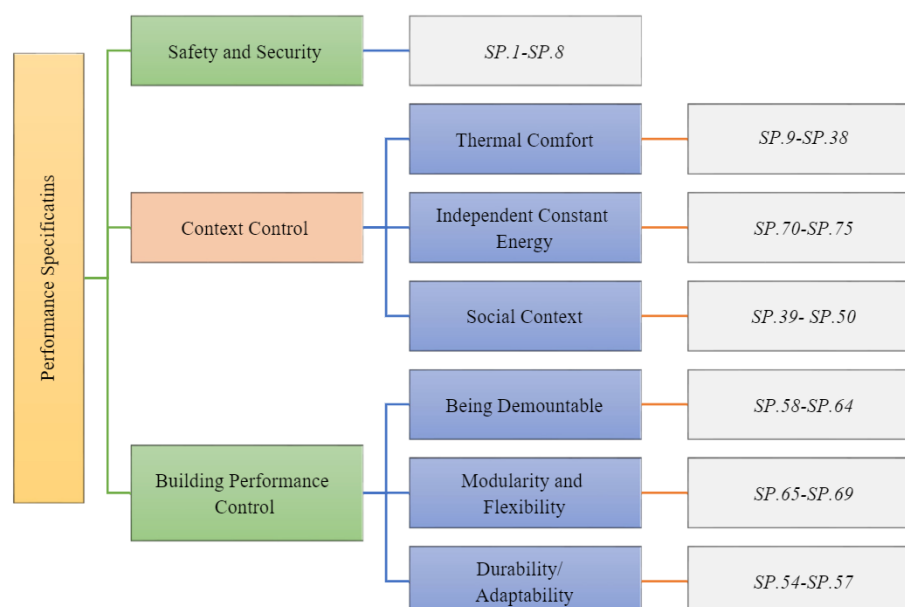 Performance Specificatins
Safety and Security
SP.1-SP.8
Context Control
Thermal Comfort
SP.9-SP.38
Independent Constant
Energy
SP.70-SP.75
Social Context
SP.39- SP.50
Building Performance
Control
Being Demountable
SP.58-SP.64
Modularity and
Flexibility
SP.65-SP.69
Durability/
Adaptability
SP.54-SP.57